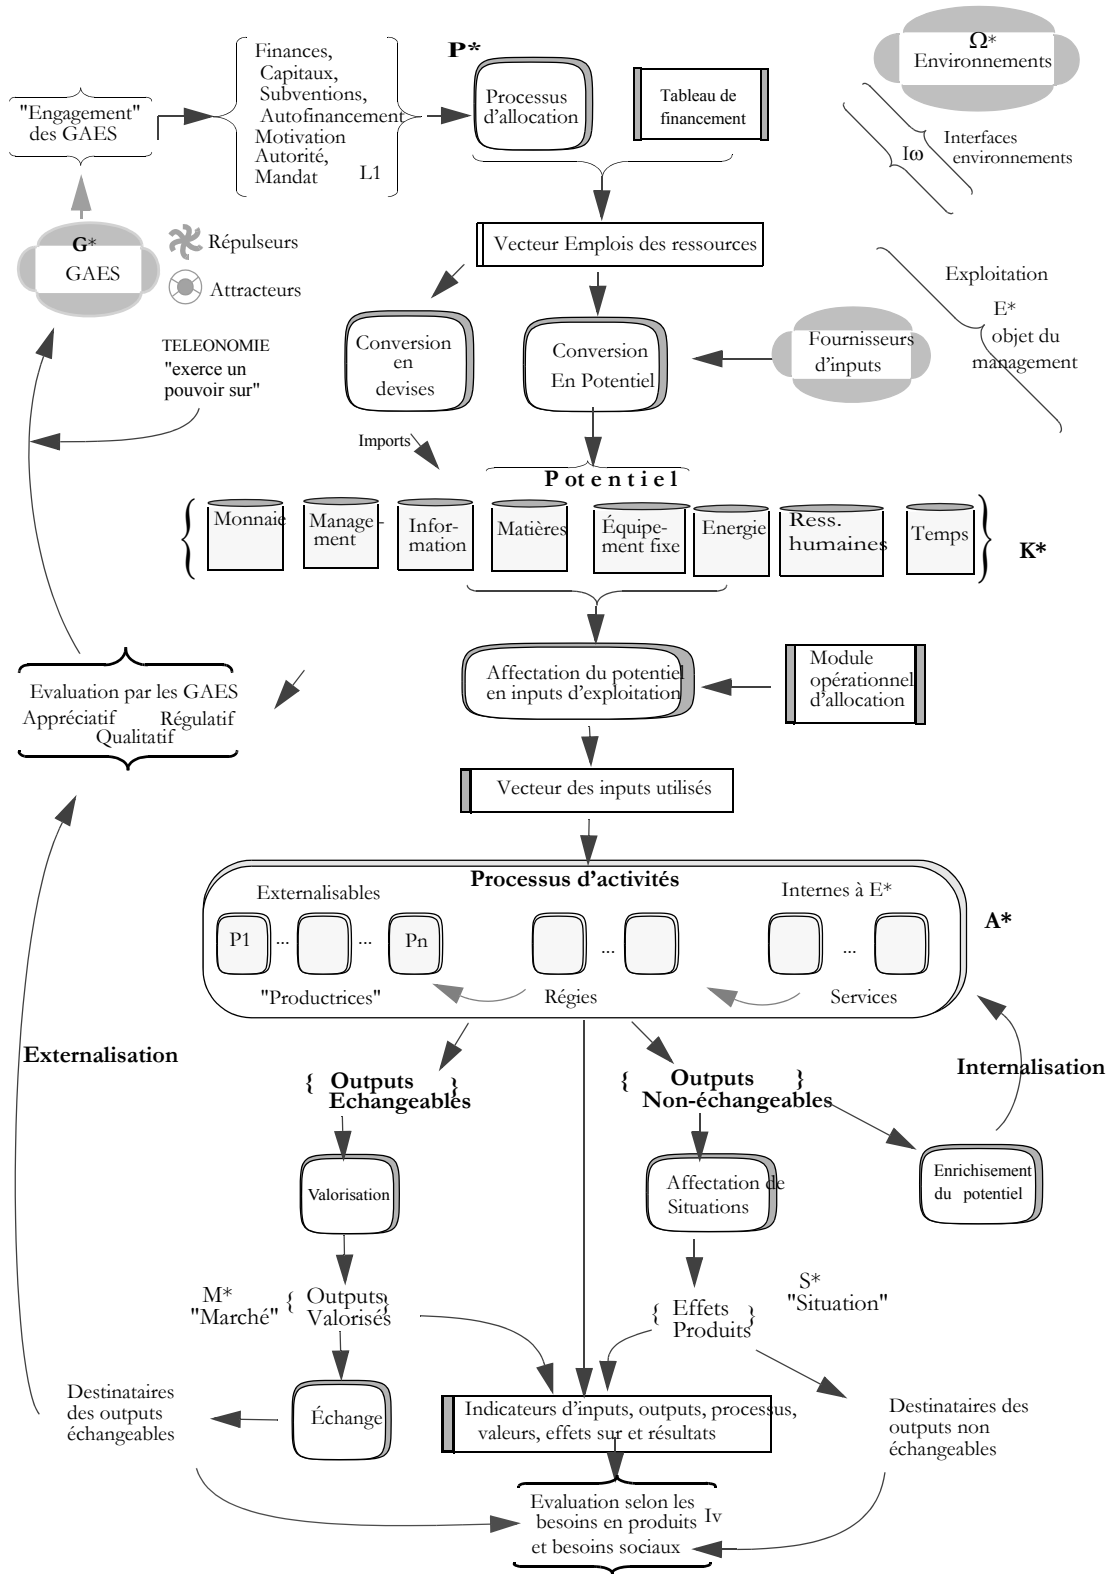 P*
Ω*
Environnements
Finances,
Capitaux,
Subventions,
Autofinancement
Motivation
Autorité,
Mandat L1
"Engagement"
des GAES
Processus
d'allocation
Tableau de
financement
Iω
Interfaces
environnements
G*
GAES
Répulseurs
Attracteurs
Vecteur Emplois des ressources
Exploitation
E*
objet du
management
TELEONOMIE
"exerce un
pouvoir sur"
Conversion
en
devises
Conversion
En Potentiel
Fournisseurs
d'inputs
Imports
Potentiel
Monnaie
Manage-
ment
Infor-
mation
Matières
Équipe-
ment fixe
Energie
Ress.
humaines
Temps
K*
Evaluation par les GAES
Appréciatif Régulatif
Qualitatif
Affectation du potentiel
en inputs d'exploitation
Module
opérationnel
d'allocation
Vecteur des inputs utilisés
Processus d'activités
Externalisables
Internes à E*
A*
P1 ... ... Pn
...
...
"Productrices"
Régies
Services
Externalisation
Internalisation
{ Outputs }
Echangeables
{ Outputs }
Non-échangeables
Valorisation
Affectation de
Situations
Enrichisement
du potentiel
M*
"Marché"
{ Outputs }
Valorisés
{ Effets }
Produits
S*
"Situation"
Destinataires
des outputs
échangeables
Échange
Indicateurs d'inputs, outputs, processus,
valeurs, effets sur et résultats
Destinataires des
outputs non
échangeables
Evaluation selon les
besoins en produits Iv
et besoins sociaux